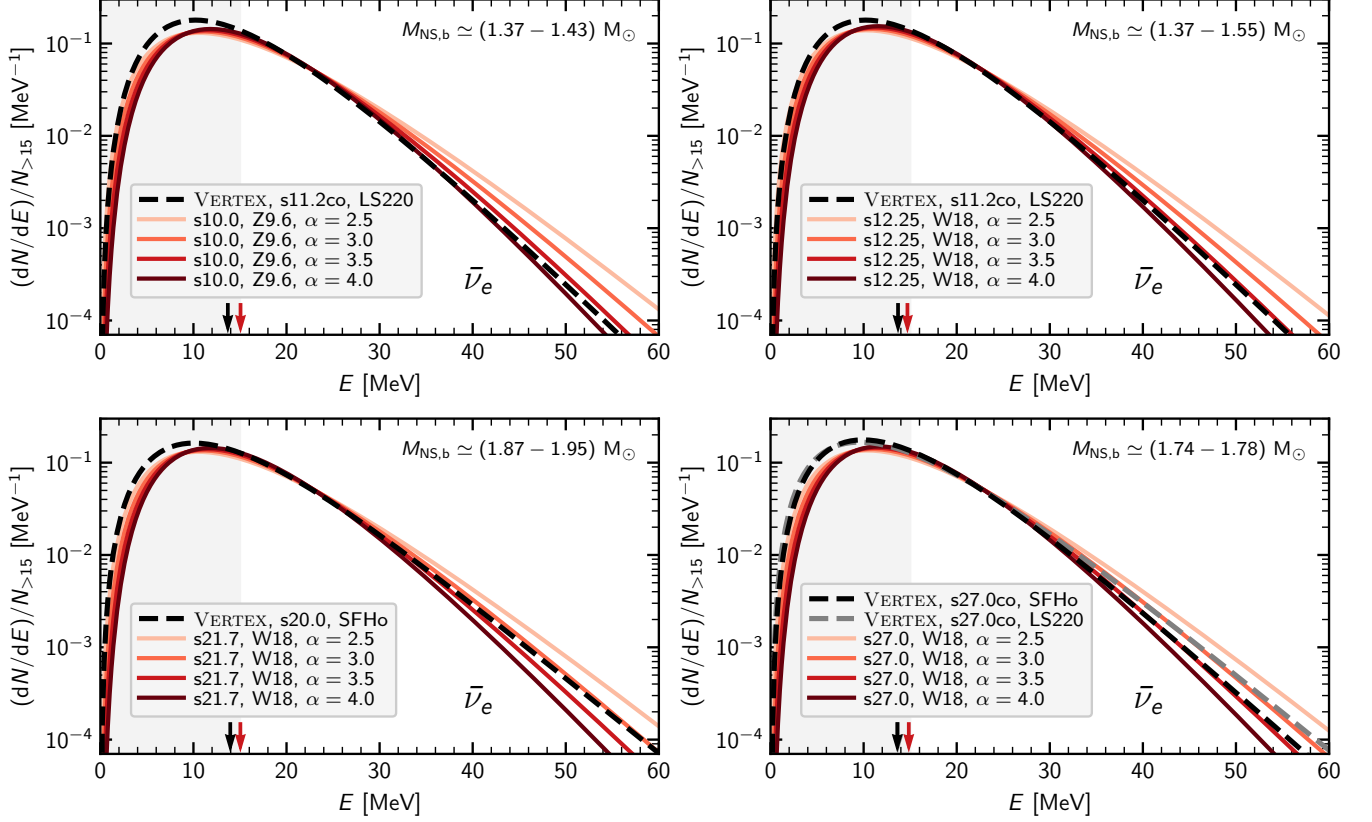 M_NS,b ≃ (1.37 − 1.43) M_⊙
(dN/dE)/N_>15 [MeV⁻¹]
10⁻¹
10⁻²
10⁻³
10⁻⁴
VERTEX, s11.2co, LS220
s10.0, Z9.6, α = 2.5
s10.0, Z9.6, α = 3.0
s10.0, Z9.6, α = 3.5
s10.0, Z9.6, α = 4.0
ν̄_e
0 10 20 30 40 50 60
E [MeV]
M_NS,b ≃ (1.37 − 1.55) M_⊙
(dN/dE)/N_>15 [MeV⁻¹]
10⁻¹
10⁻²
10⁻³
10⁻⁴
VERTEX, s11.2co, LS220
s12.25, W18, α = 2.5
s12.25, W18, α = 3.0
s12.25, W18, α = 3.5
s12.25, W18, α = 4.0
ν̄_e
0 10 20 30 40 50 60
E [MeV]
M_NS,b ≃ (1.87 − 1.95) M_⊙
(dN/dE)/N_>15 [MeV⁻¹]
10⁻¹
10⁻²
10⁻³
10⁻⁴
VERTEX, s20.0, SFHo
s21.7, W18, α = 2.5
s21.7, W18, α = 3.0
s21.7, W18, α = 3.5
s21.7, W18, α = 4.0
ν̄_e
0 10 20 30 40 50 60
E [MeV]
M_NS,b ≃ (1.74 − 1.78) M_⊙
(dN/dE)/N_>15 [MeV⁻¹]
10⁻¹
10⁻²
10⁻³
10⁻⁴
VERTEX, s27.0co, SFHo
VERTEX, s27.0co, LS220
s27.0, W18, α = 2.5
s27.0, W18, α = 3.0
s27.0, W18, α = 3.5
s27.0, W18, α = 4.0
ν̄_e
0 10 20 30 40 50 60
E [MeV]